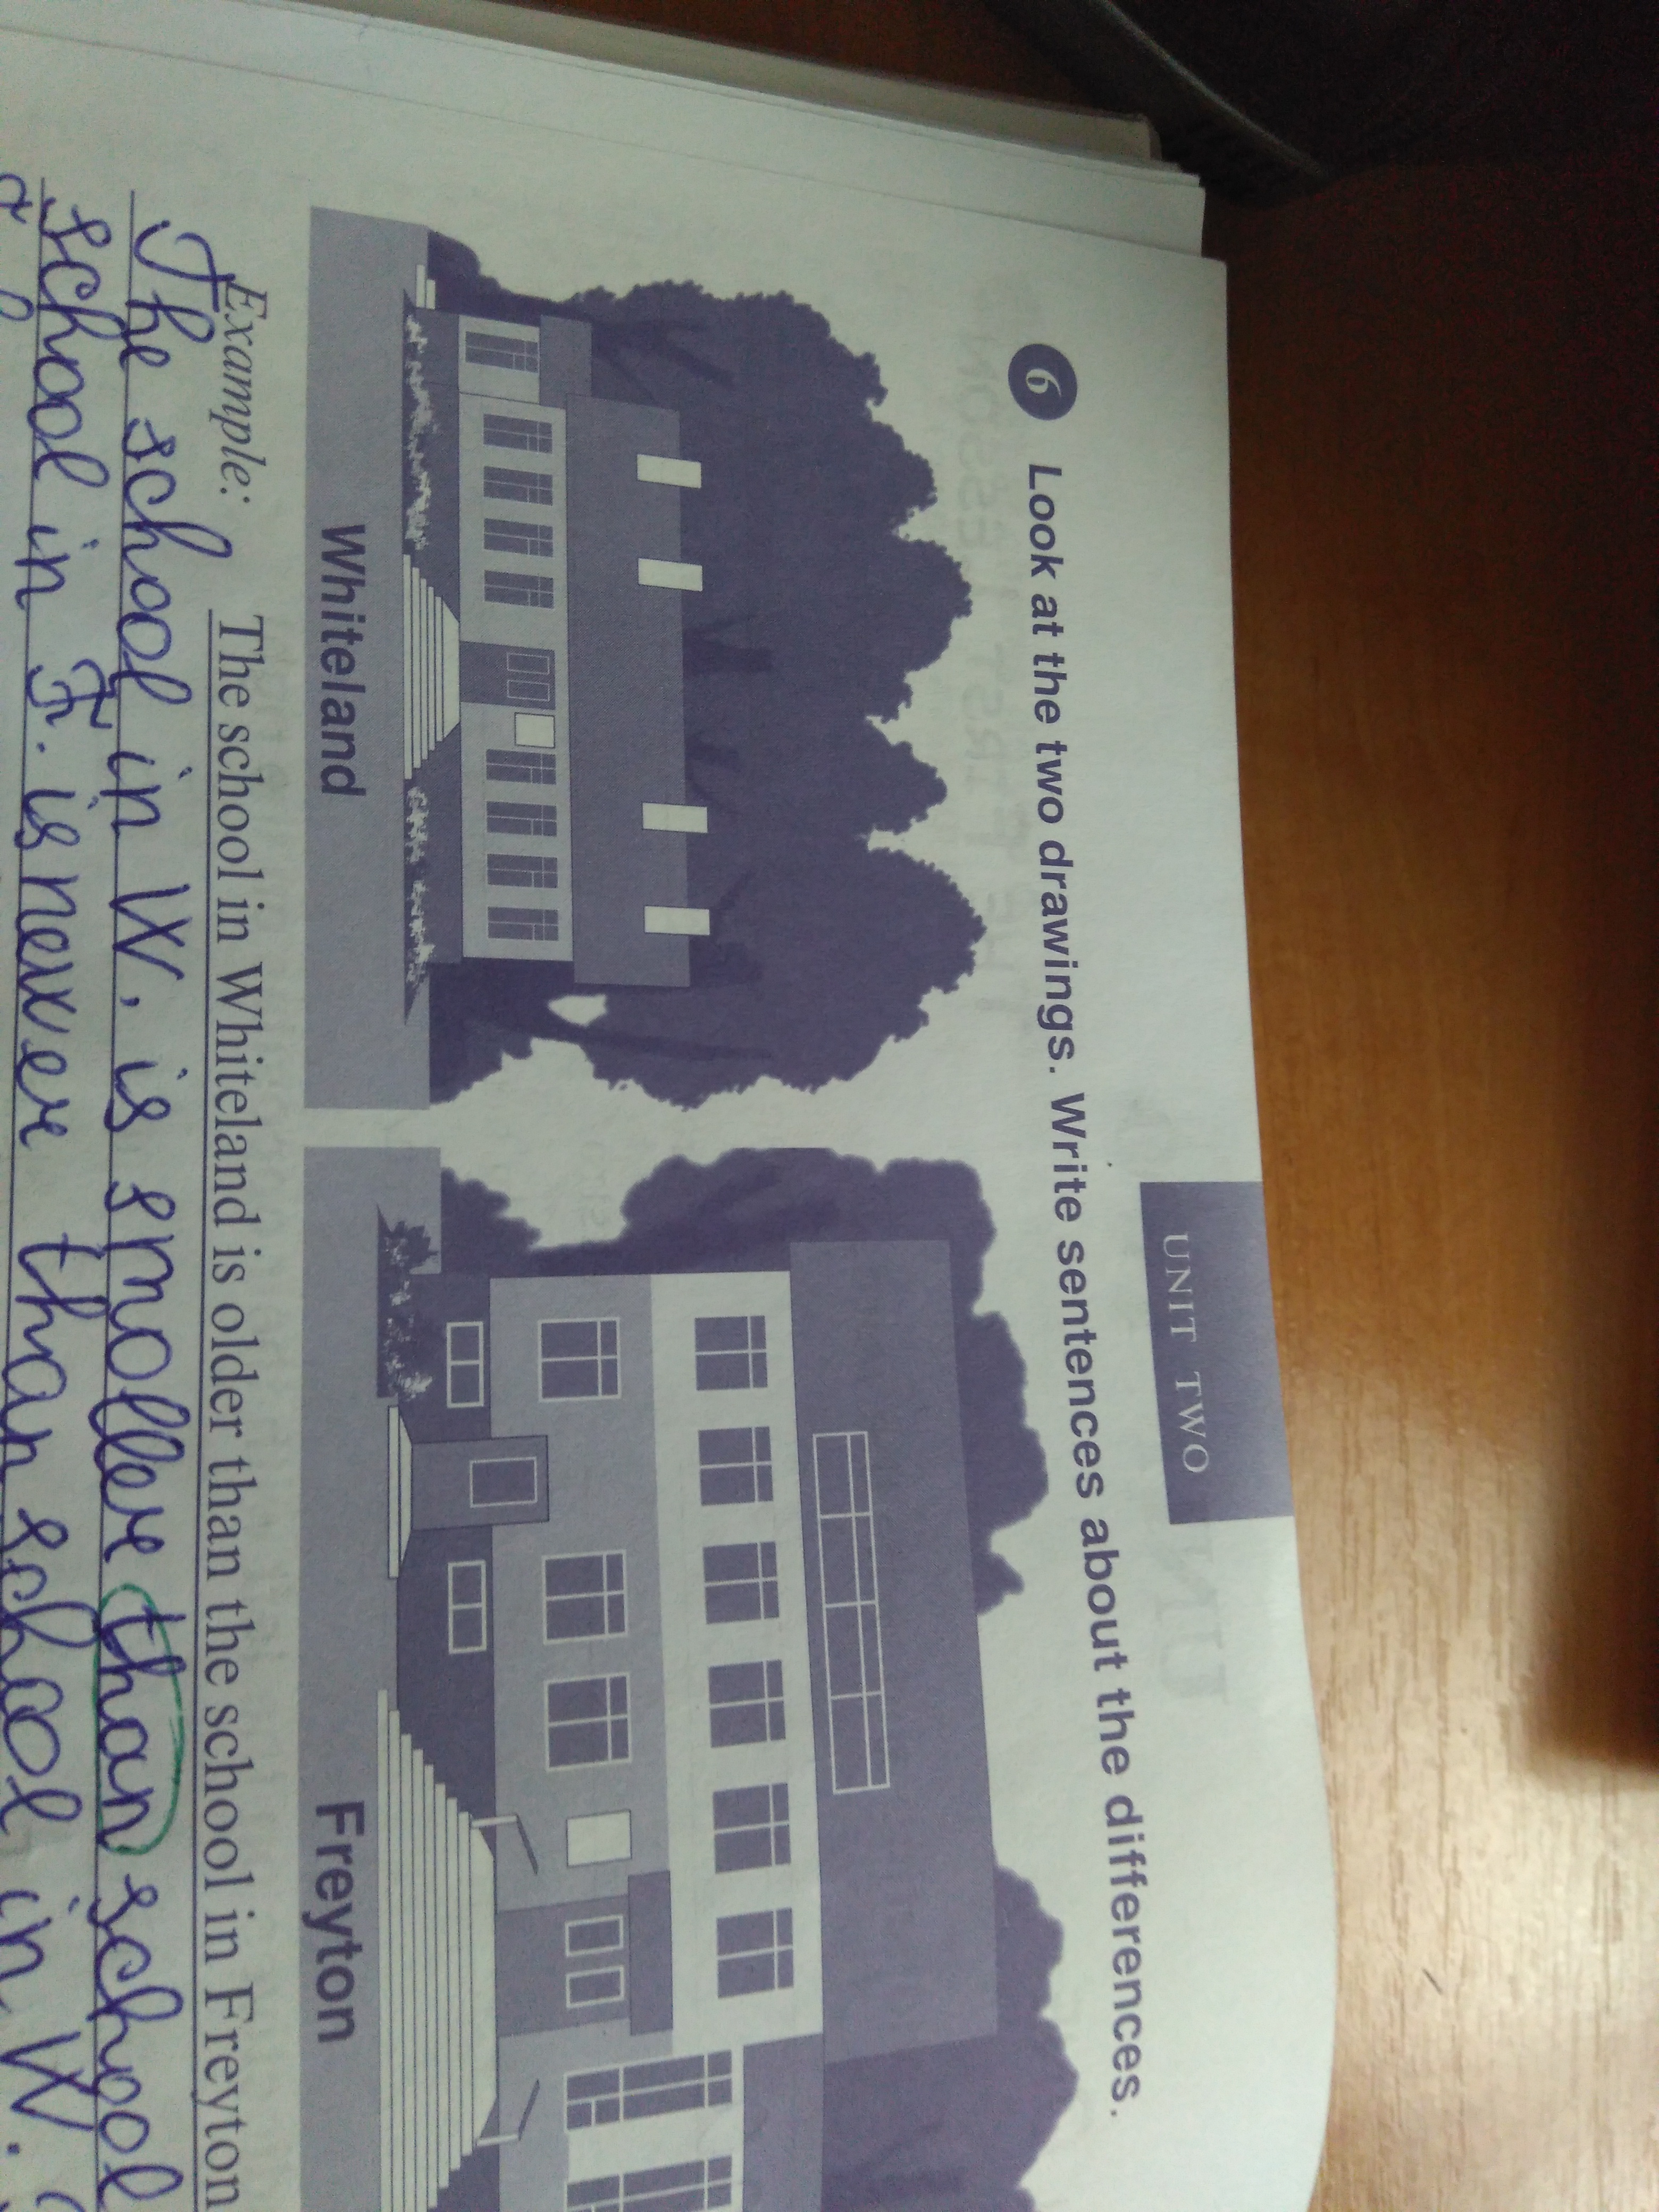 UNIT TWO
6 Look at the two drawings. Write sentences about the differences.
Whiteland
Freyton
Example: The school in Whiteland is older than the school in Freyton
The school in W. is smaller than school
school in F. is newer than school in W.